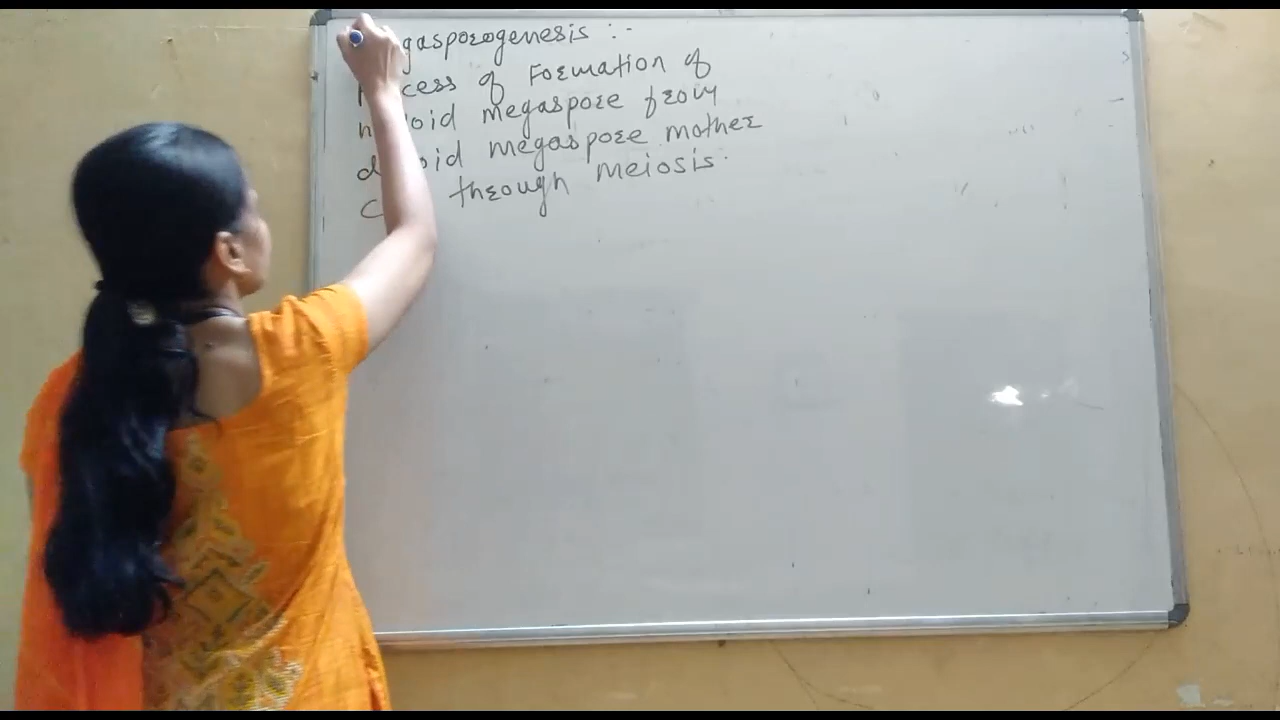 gasporogenesis :-
cess of Formation of
oid megaspore from
oid megaspore mother
through meiosis.